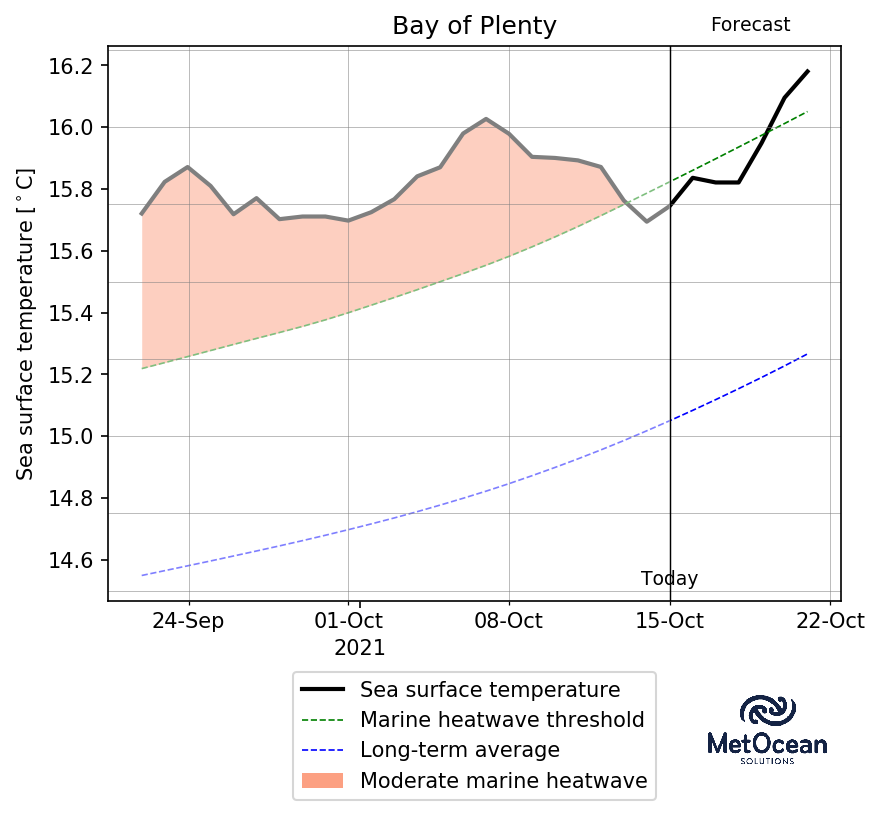 Bay of Plenty
Forecast
Sea surface temperature [°C]
16.2
16.0
15.8
15.6
15.4
15.2
15.0
14.8
14.6
Today
24-Sep
01-Oct
2021
08-Oct
15-Oct
22-Oct
Sea surface temperature
Marine heatwave threshold
Long-term average
Moderate marine heatwave
MetOcean
SOLUTIONS